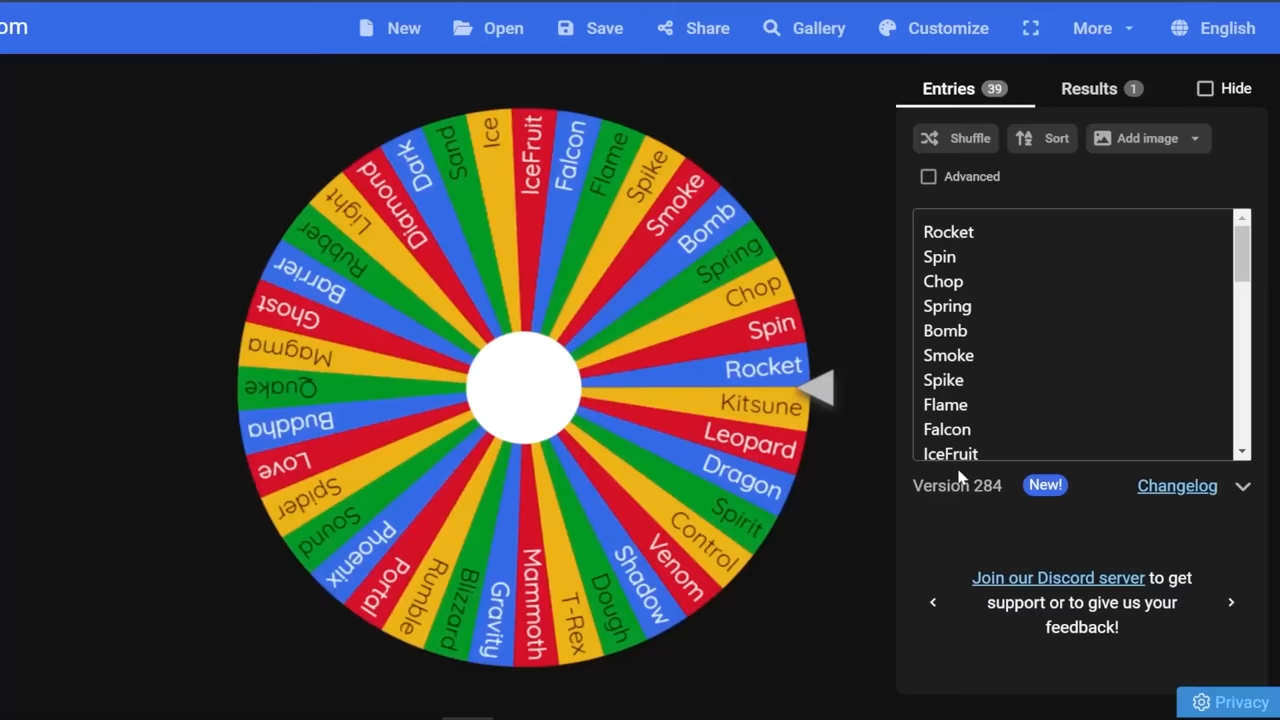 om
New
Open
Save
Share
Gallery
Customize
More
English
Entries 39
Results 1
Hide
Shuffle
Sort
Add image
Advanced
Rocket
Spin
Chop
Spring
Bomb
Smoke
Spike
Flame
Falcon
IceFruit
Version 284
New!
Changelog
Join our Discord server to get
support or to give us your
feedback!
Privacy
Ice
IceFruit
Falcon
Flame
Spike
Smoke
Bomb
Spring
Chop
Spin
Rocket
Kitsune
Leopard
Dragon
Spirit
Control
Venom
Shadow
Dough
T-Rex
Mammoth
Gravity
Blizzard
Rumble
Portal
Phoenix
Sound
Spider
Love
Buddha
Quake
Magma
Ghost
Barrier
Rubber
Light
Diamond
Dark
Sand